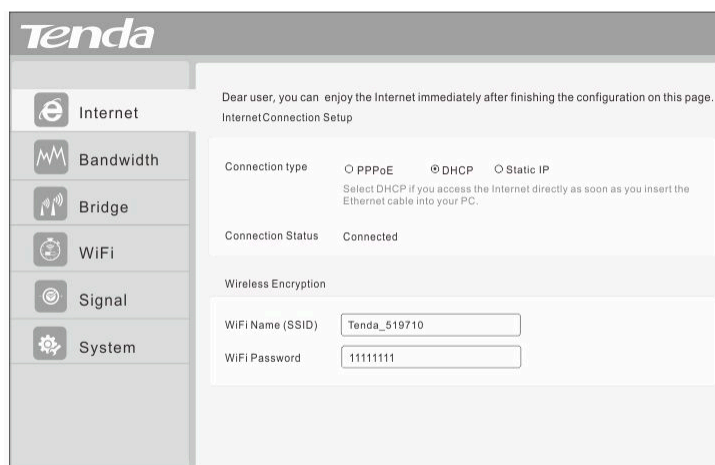 Tenda
Internet
Bandwidth
Bridge
WiFi
Signal
System
Dear user, you can enjoy the Internet immediately after finishing the configuration on this page.
InternetConnection Setup
Connection type
PPPoE DHCP Static IP
Select DHCP if you access the Internet directly as soon as you insert the
Ethernet cable into your PC.
Connection Status Connected
Wireless Encryption
WiFi Name (SSID) Tenda_519710
WiFi Password 11111111